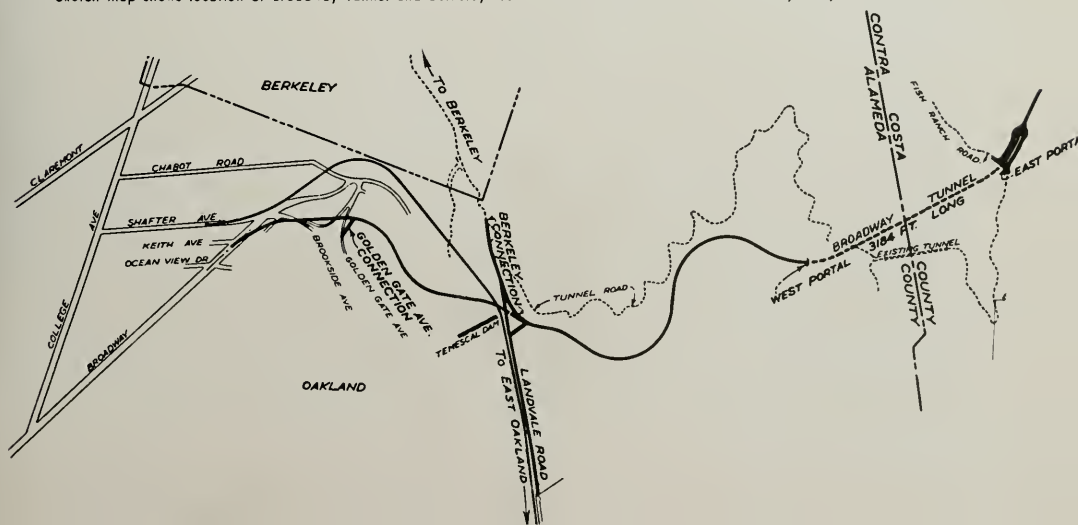 BERKELEY
To BERKELEY
CONTRA COSTA
ALAMEDA
COUNTY
COUNTY
FISH RANCH ROAD
EAST PORTA
CLAREMONT
AVE
CHABOT ROAD
SHAFTER AVE
KEITH AVE
OCEAN VIEW DR
COLLEGE
BROADWAY
BROOKSIDE AVE
GOLDEN GATE AVE.
CONNECTION
GOLDEN GATE AVE
BERKELEY
CONNECTION
TUNNEL ROAD
TEMESCAL DAM
To EAST OAKLAND
LANDVALE ROAD
OAKLAND
BROADWAY TUNNEL
3184 FT. LONG
EXISTING TUNNEL
WEST PORTAL